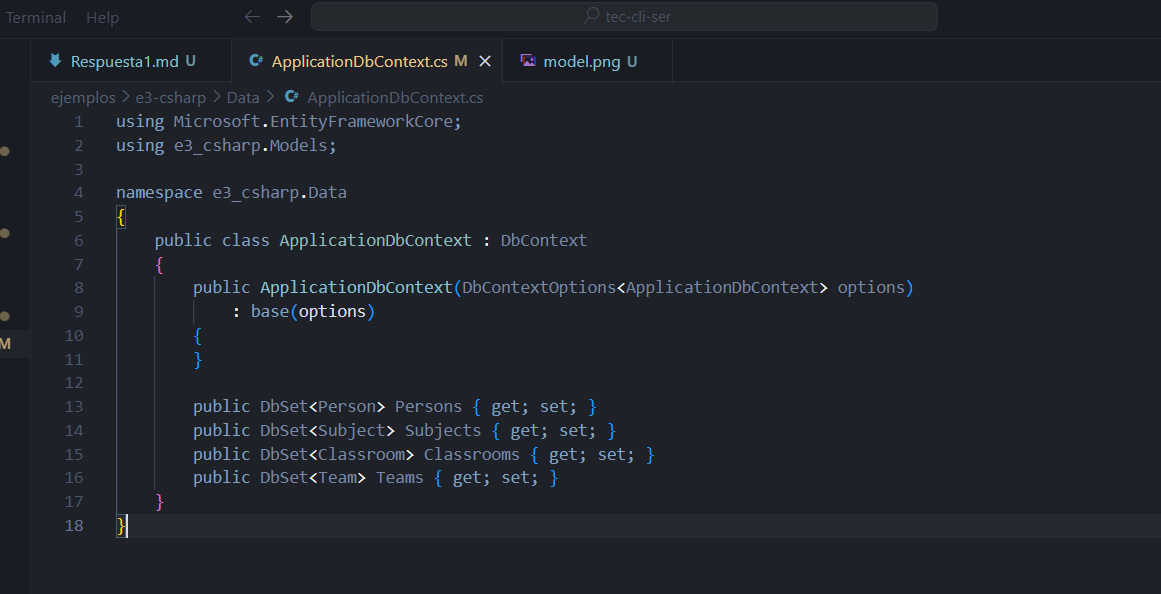 Terminal Help ← → tec-cli-ser
Respuesta1.md U ApplicationDbContext.cs M × model.png U
ejemplos > e3-csharp > Data > ApplicationDbContext.cs
1 using Microsoft.EntityFrameworkCore;
2 using e3_csharp.Models;
3
4 namespace e3_csharp.Data
5 {
6 public class ApplicationDbContext : DbContext
7 {
8 public ApplicationDbContext(DbContextOptions<ApplicationDbContext> options)
9 : base(options)
10 {
11 }
12
13 public DbSet<Person> Persons { get; set; }
14 public DbSet<Subject> Subjects { get; set; }
15 public DbSet<Classroom> Classrooms { get; set; }
16 public DbSet<Team> Teams { get; set; }
17 }
18 }
M